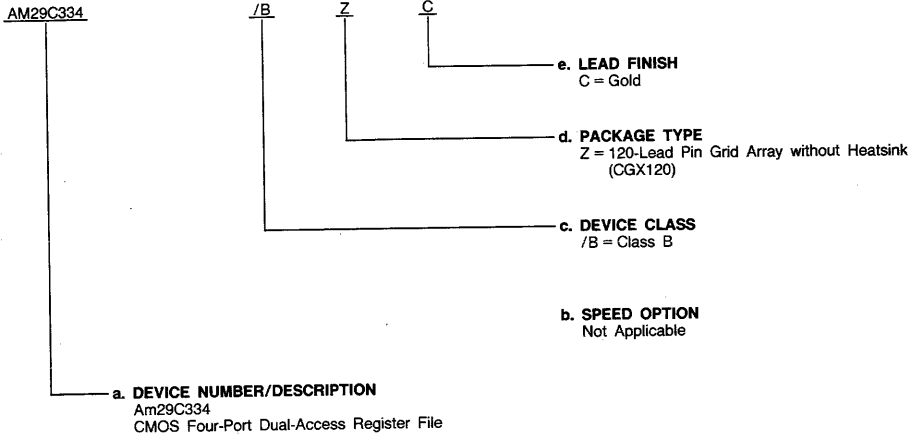 AM29C334 /B Z C
e. LEAD FINISH
C = Gold
d. PACKAGE TYPE
Z = 120-Lead Pin Grid Array without Heatsink
(CGX120)
c. DEVICE CLASS
/B = Class B
b. SPEED OPTION
Not Applicable
a. DEVICE NUMBER/DESCRIPTION
Am29C334
CMOS Four-Port Dual-Access Register File